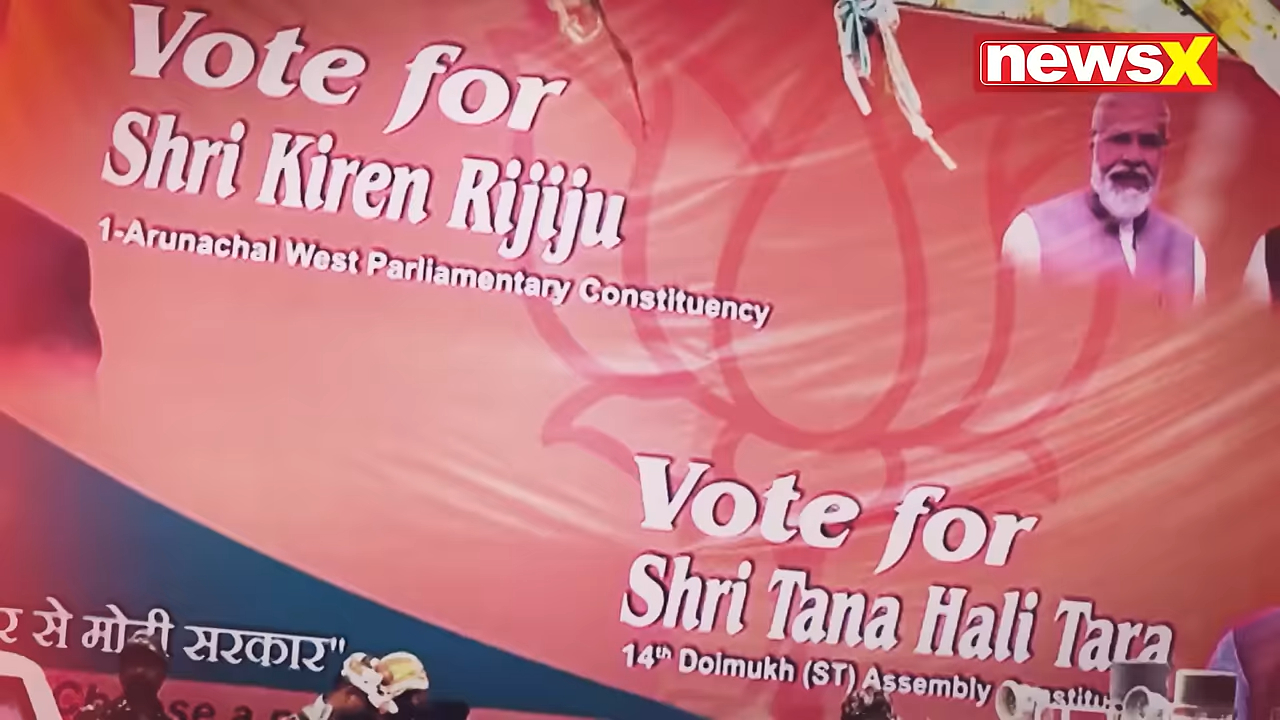 newsX
Vote for
Shri Kiren Rijiju
1-Arunachal West Parliamentary Constituency
Vote for
Shri Tana Hali Tara
14th Doimukh (ST) Assembly
र से मोदी सरकार"
Choose a